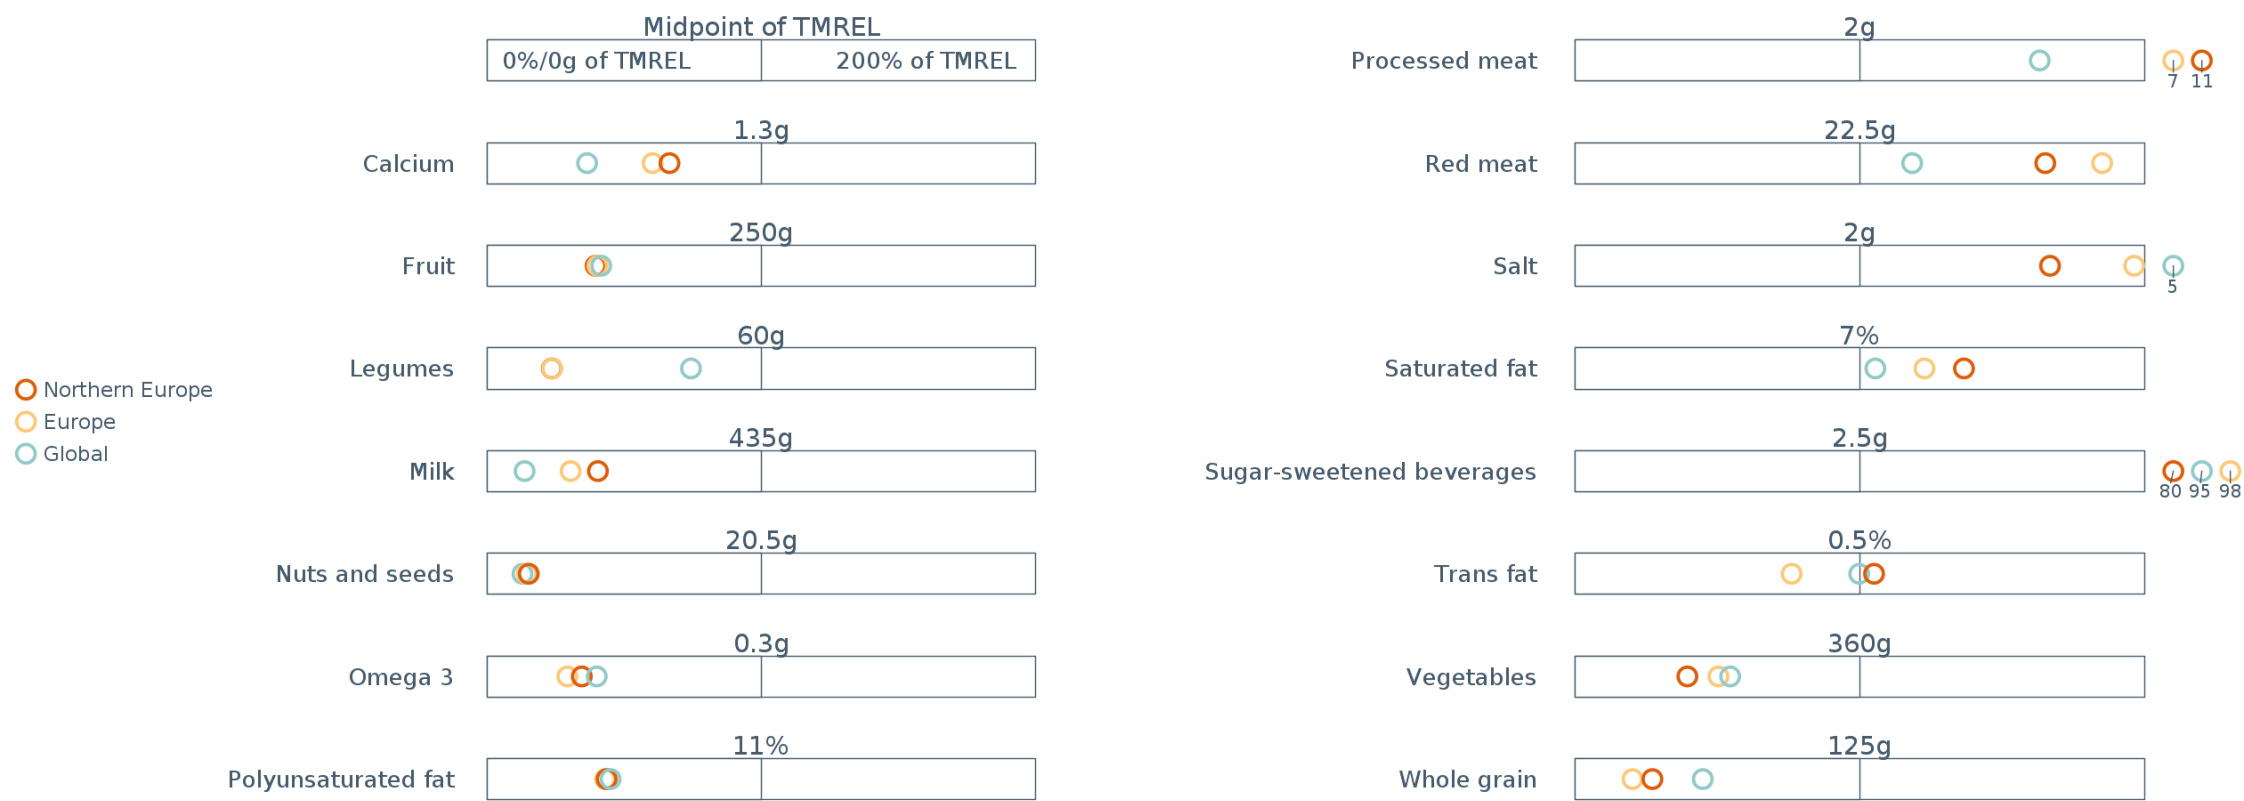 Midpoint of TMREL
0%/0g of TMREL 200% of TMREL
Calcium 1.3g
Fruit 250g
Legumes 60g
Milk 435g
Nuts and seeds 20.5g
Omega 3 0.3g
Polyunsaturated fat 11%
Northern Europe
Europe
Global
Processed meat 2g
7 11
Red meat 22.5g
Salt 2g
5
Saturated fat 7%
Sugar-sweetened beverages 2.5g
80 95 98
Trans fat 0.5%
Vegetables 360g
Whole grain 125g